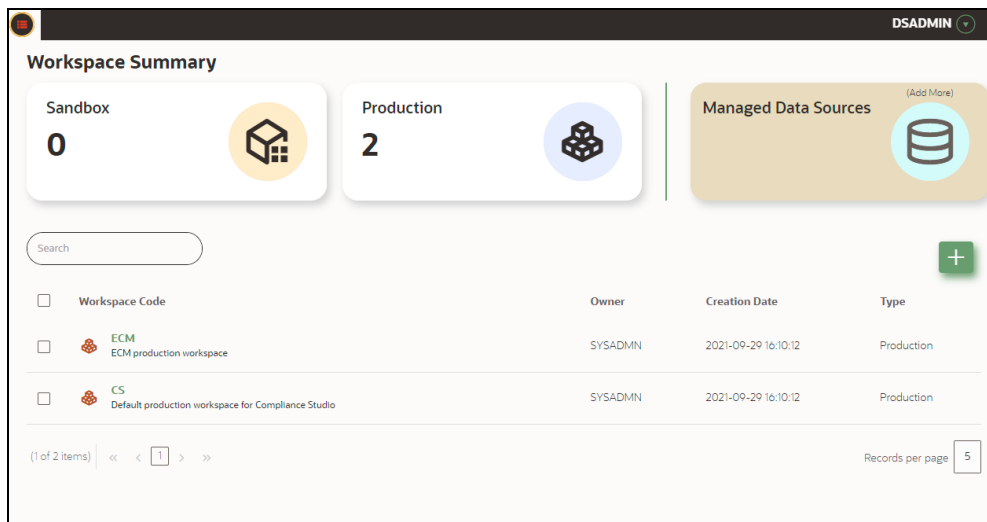 DSADMIN
Workspace Summary
Sandbox
0
Production
2
(Add More)
Managed Data Sources
Search
Workspace Code Owner Creation Date Type
ECM
ECM production workspace SYSADMN 2021-09-29 16:10:12 Production
CS
Default production workspace for Compliance Studio SYSADMN 2021-09-29 16:10:12 Production
(1 of 2 items) « < 1 > » Records per page 5